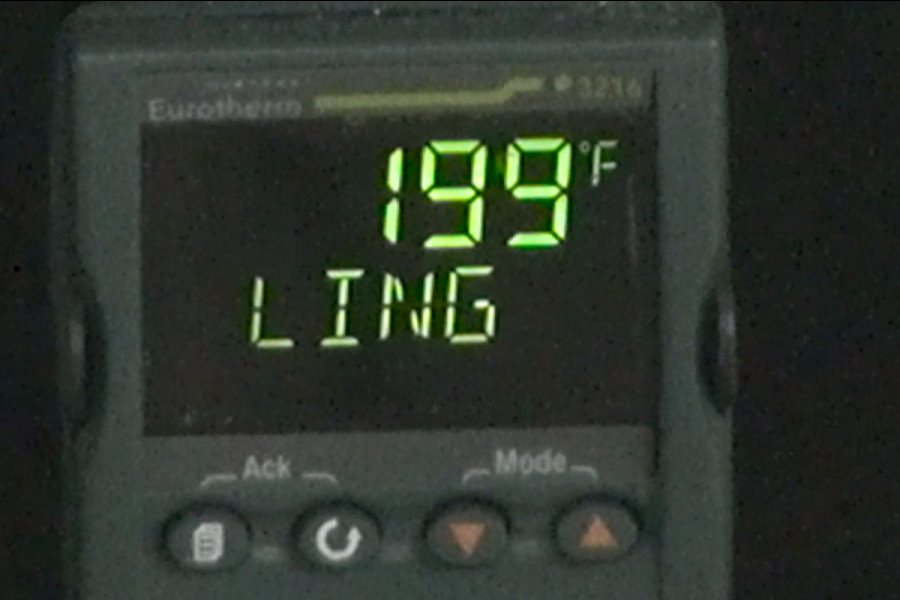 Eurotherm 3216
199 °F
LING
Ack Mode